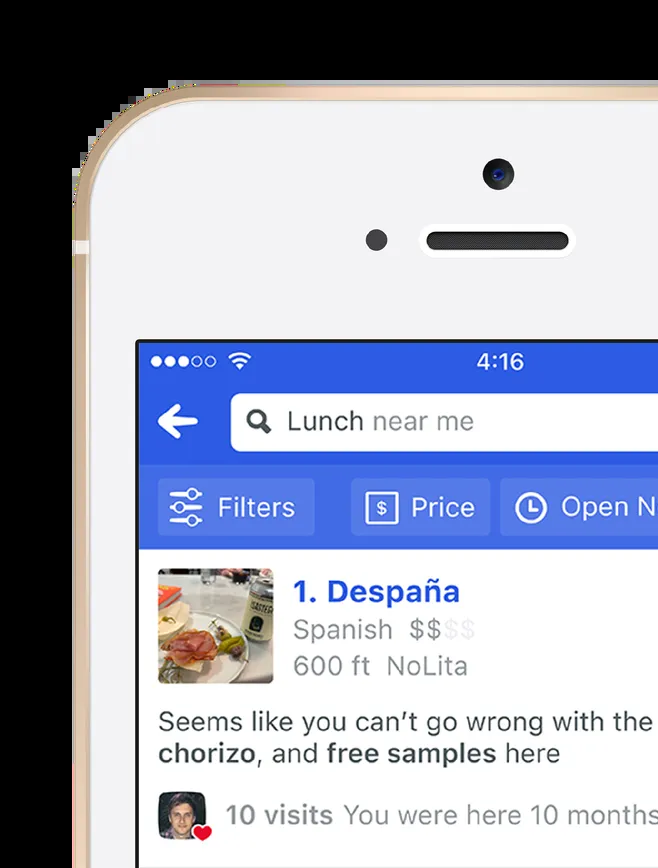 4:16
Lunch near me
Filters
$ Price
Open N
1. Despaña
Spanish $$$$
600 ft NoLita
Seems like you can't go wrong with the
chorizo, and free samples here
10 visits You were here 10 months